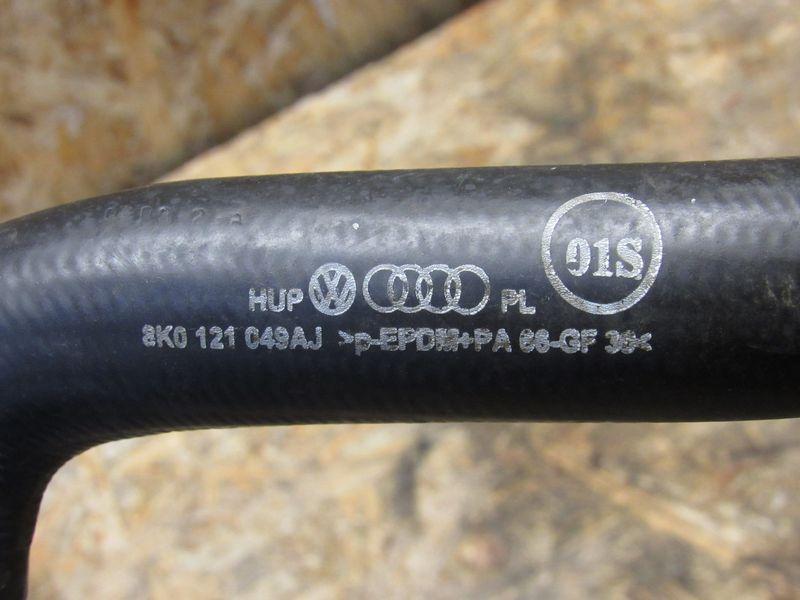 01S
HUP PL
8K0 121 049AJ >p-EPDM+PA 66-GF 30<